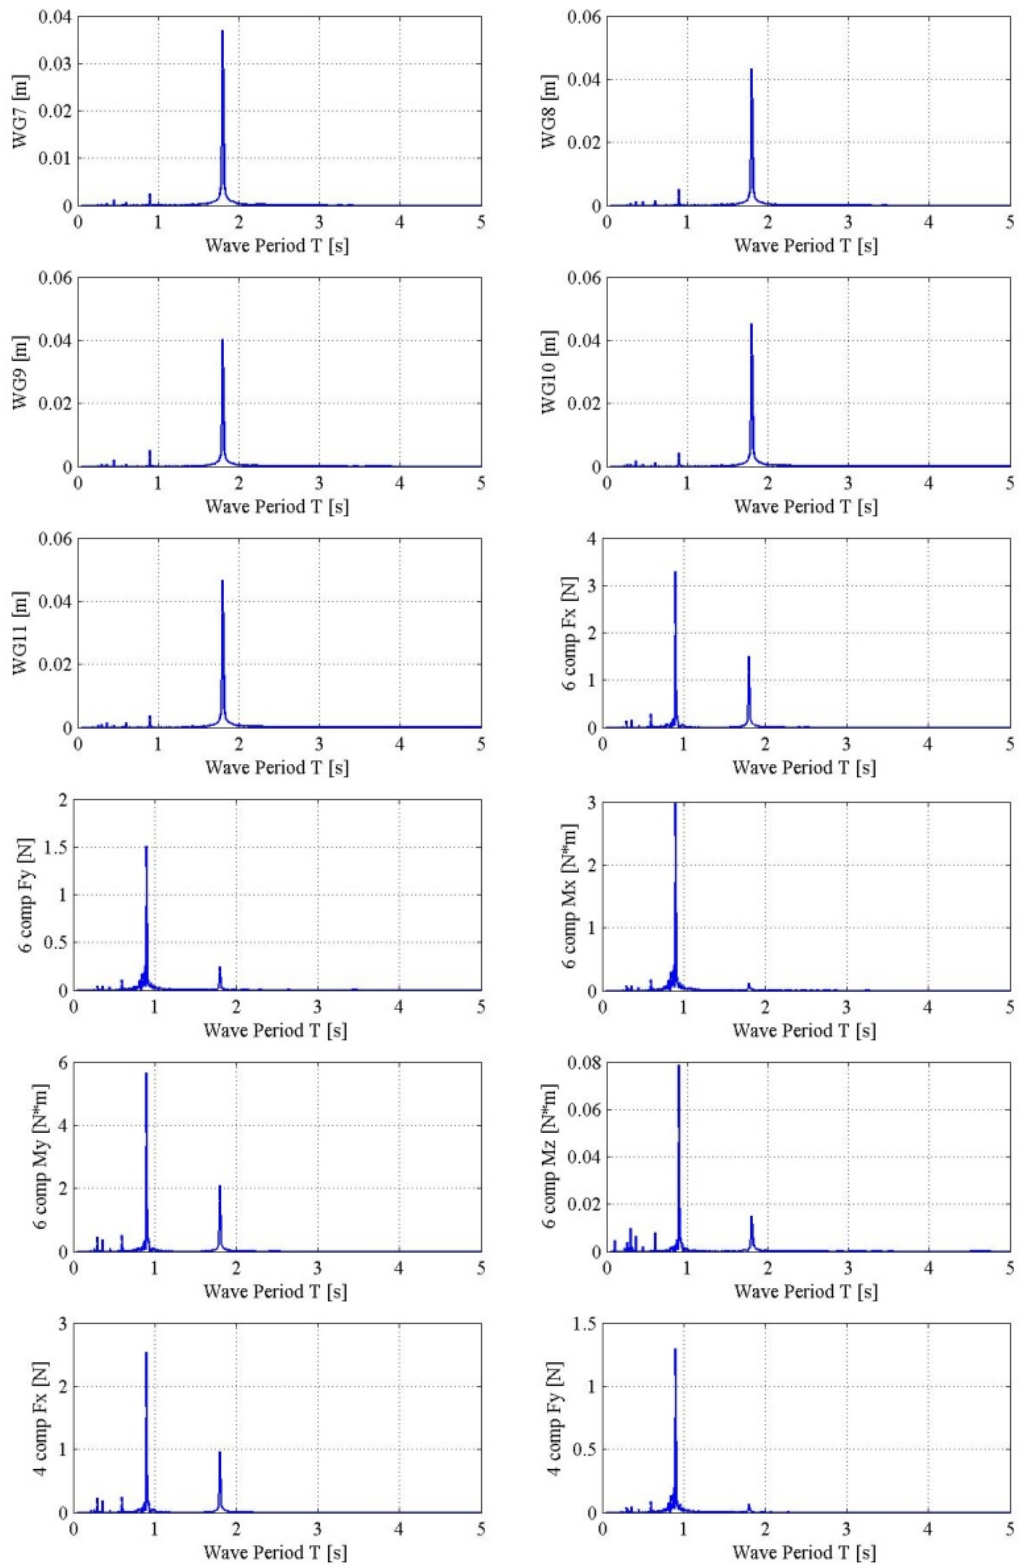 0.04
0.03
0.02
0.01
0
WG7 [m]
0 1 2 3 4 5
Wave Period T [s]
0.06
0.04
0.02
0
WG8 [m]
0 1 2 3 4 5
Wave Period T [s]
0.06
0.04
0.02
0
WG9 [m]
0 1 2 3 4 5
Wave Period T [s]
0.06
0.04
0.02
0
WG10 [m]
0 1 2 3 4 5
Wave Period T [s]
0.06
0.04
0.02
0
WG11 [m]
0 1 2 3 4 5
Wave Period T [s]
4
3
2
1
0
6 comp Fx [N]
0 1 2 3 4 5
Wave Period T [s]
2
1.5
1
0.5
0
6 comp Fy [N]
0 1 2 3 4 5
Wave Period T [s]
3
2
1
0
6 comp Mx [N*m]
0 1 2 3 4 5
Wave Period T [s]
6
4
2
0
6 comp My [N*m]
0 1 2 3 4 5
Wave Period T [s]
0.08
0.06
0.04
0.02
0
6 comp Mz [N*m]
0 1 2 3 4 5
Wave Period T [s]
3
2
1
0
4 comp Fx [N]
0 1 2 3 4 5
Wave Period T [s]
1.5
1
0.5
0
4 comp Fy [N]
0 1 2 3 4 5
Wave Period T [s]